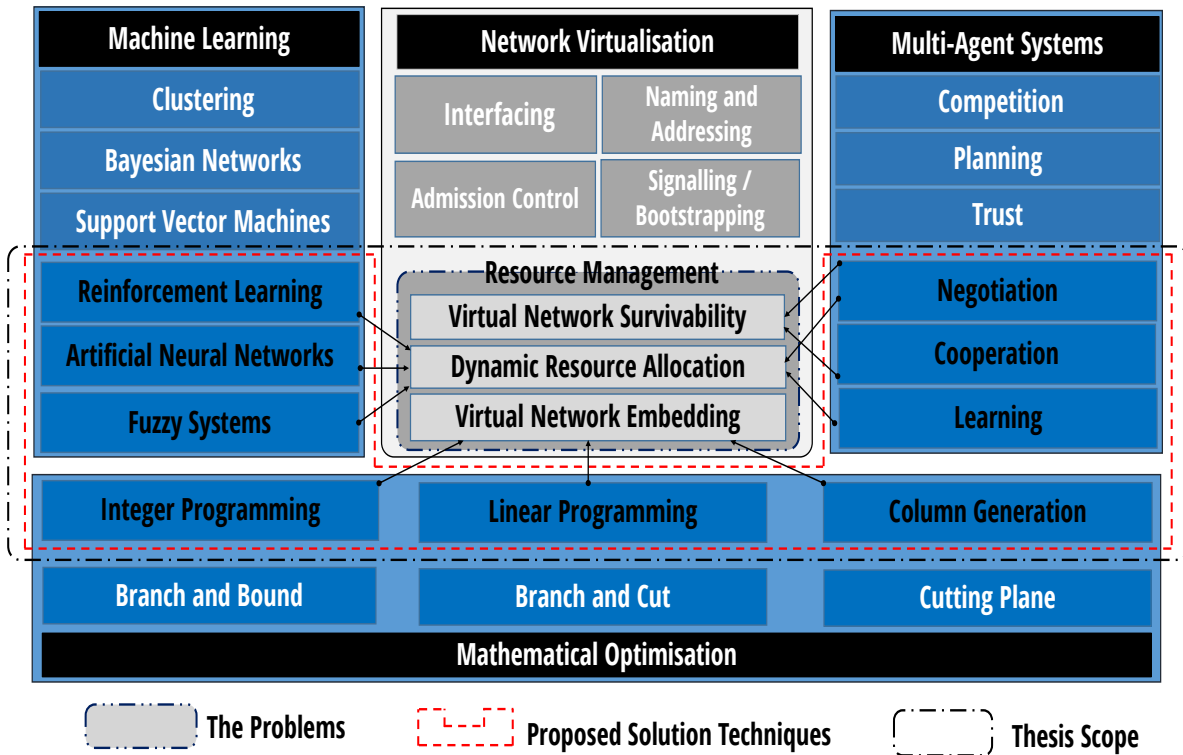 Machine Learning
Clustering
Bayesian Networks
Support Vector Machines
Reinforcement Learning
Artificial Neural Networks
Fuzzy Systems
Network Virtualisation
Interfacing
Naming and
Addressing
Admission Control
Signalling /
Bootstrapping
Resource Management
Virtual Network Survivability
Dynamic Resource Allocation
Virtual Network Embedding
Multi-Agent Systems
Competition
Planning
Trust
Negotiation
Cooperation
Learning
Integer Programming
Linear Programming
Column Generation
Branch and Bound
Branch and Cut
Cutting Plane
Mathematical Optimisation
The Problems
Proposed Solution Techniques
Thesis Scope